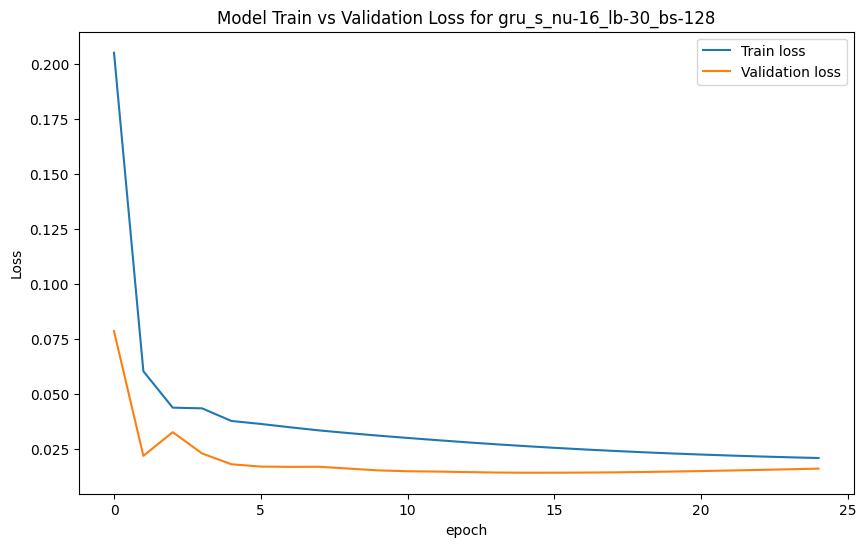 Model Train vs Validation Loss for gru_s_nu-16_lb-30_bs-128
Train loss
Validation loss
0.200
0.175
0.150
0.125
0.100
0.075
0.050
0.025
Loss
0 5 10 15 20 25
epoch